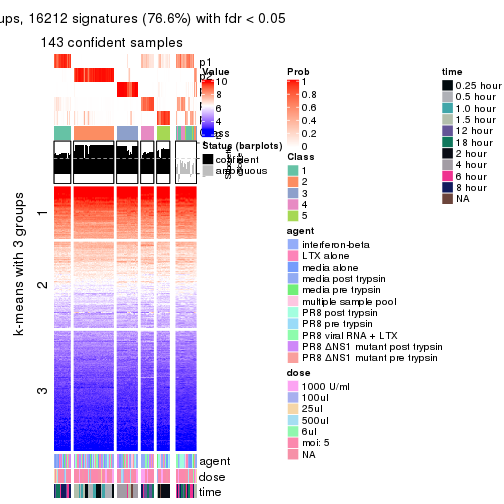 ups, 16212 signatures (76.6%) with fdr < 0.05
143 confident samples
p1
Value
10
8
6
4
2
Class
Status (barplots)
confident
ambiguous
k-means with 3 groups
1
2
3
agent
dose
time
Prob
1
0.8
0.6
0.4
0.2
0
Class
1
2
3
4
5
agent
interferon-beta
LTX alone
media alone
media post trypsin
media pre trypsin
multiple sample pool
PR8 post trypsin
PR8 pre trypsin
PR8 viral RNA + LTX
PR8 ΔNS1 mutant post trypsin
PR8 ΔNS1 mutant pre trypsin
dose
1000 U/ml
100ul
25ul
500ul
6ul
moi: 5
NA
time
0.25 hour
0.5 hour
1.0 hour
1.5 hour
12 hour
18 hour
2 hour
4 hour
6 hour
8 hour
NA